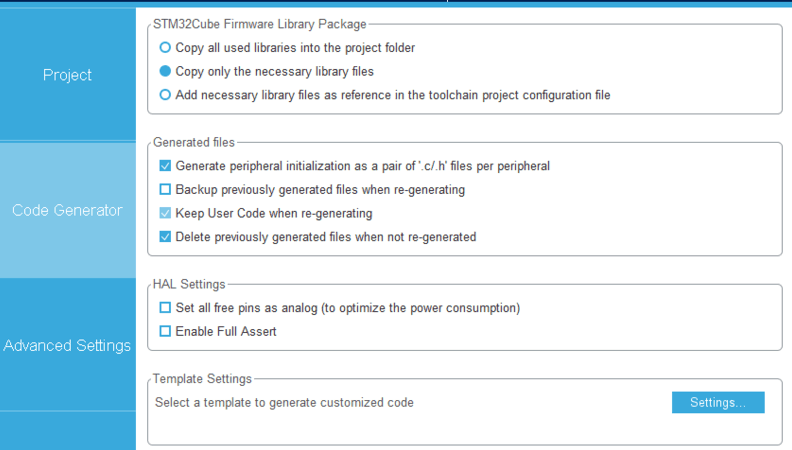 Project
Code Generator
Advanced Settings
STM32Cube Firmware Library Package
Copy all used libraries into the project folder
Copy only the necessary library files
Add necessary library files as reference in the toolchain project configuration file
Generated files
Generate peripheral initialization as a pair of '.c/.h' files per peripheral
Backup previously generated files when re-generating
Keep User Code when re-generating
Delete previously generated files when not re-generated
HAL Settings
Set all free pins as analog (to optimize the power consumption)
Enable Full Assert
Template Settings
Select a template to generate customized code
Settings...